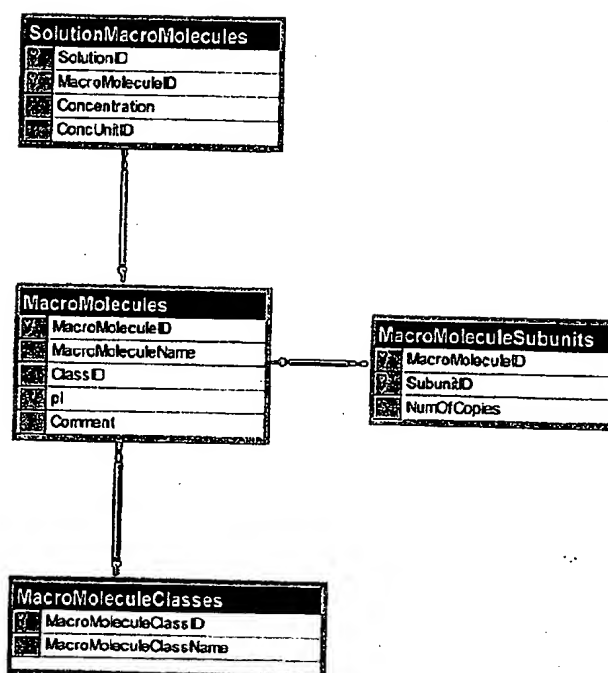 SolutionMacroMolecules
SolutionID
MacroMoleculeID
Concentration
ConcUnitID
MacroMolecules
MacroMoleculeID
MacroMoleculeName
ClassID
pI
Comment
MacroMoleculeSubunits
MacroMoleculeID
SubunitID
NumOfCopies
MacroMoleculeClasses
MacroMoleculeClassID
MacroMoleculeClassName